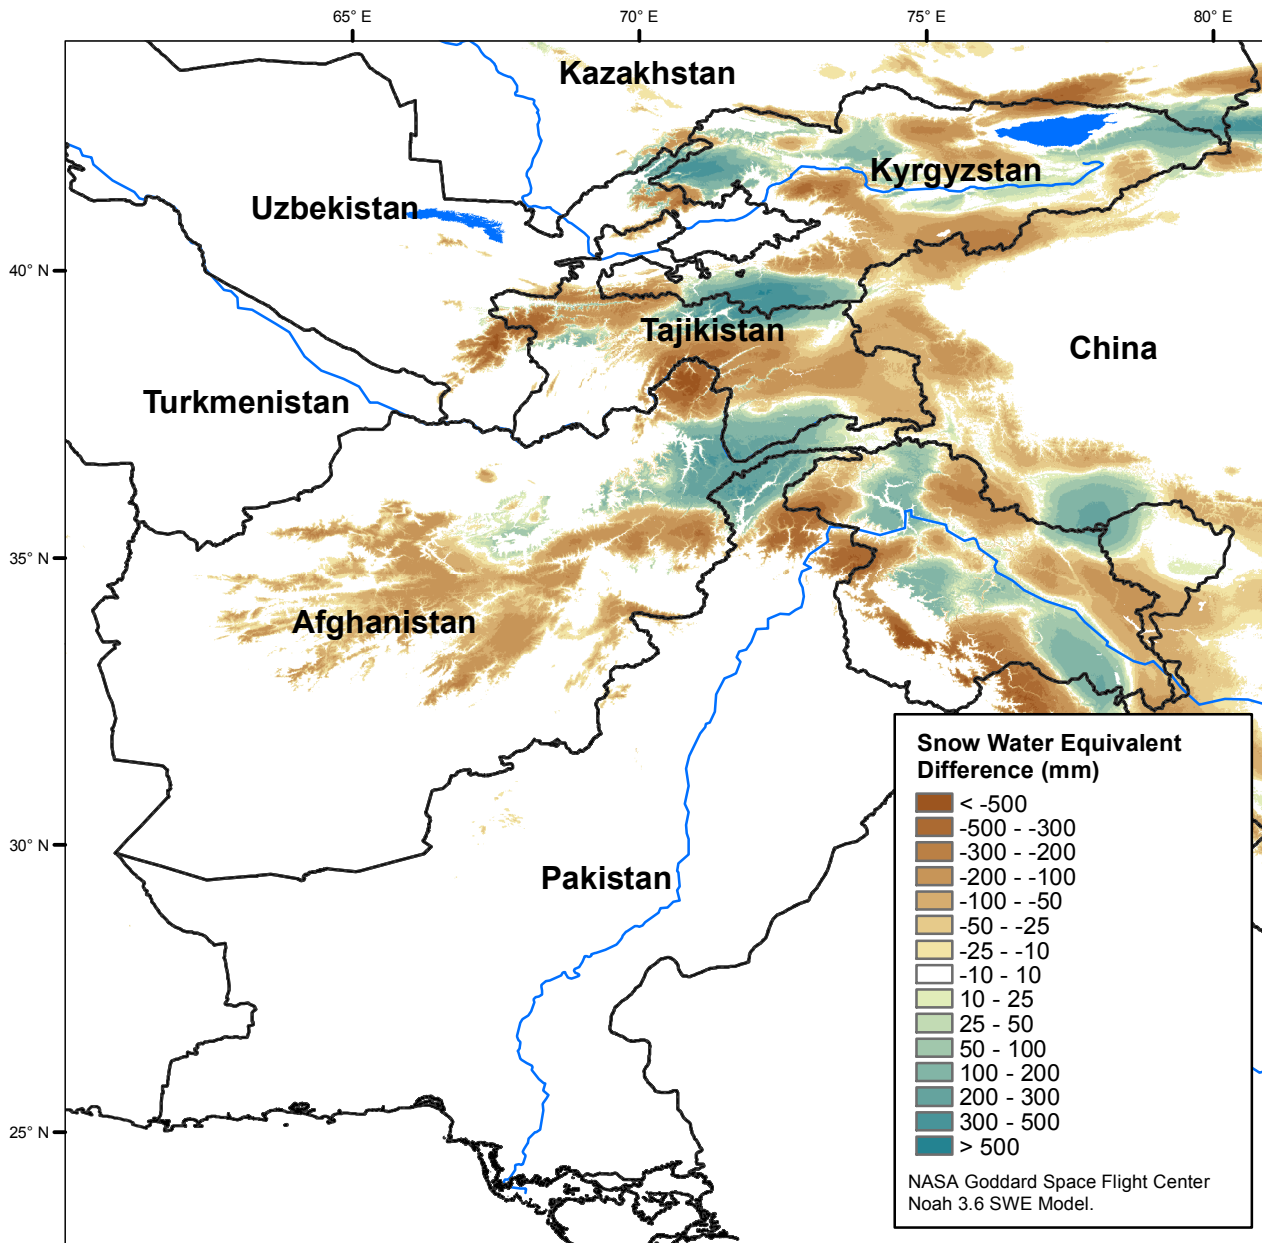 65° E
70° E
75° E
80° E
Kazakhstan
Kyrgyzstan
Uzbekistan
40° N
Tajikistan
China
Turkmenistan
35° N
Afghanistan
30° N
Pakistan
25° N
Snow Water Equivalent
Difference (mm)
< -500
-500 - -300
-300 - -200
-200 - -100
-100 - -50
-50 - -25
-25 - -10
-10 - 10
10 - 25
25 - 50
50 - 100
100 - 200
200 - 300
300 - 500
> 500
NASA Goddard Space Flight Center
Noah 3.6 SWE Model.